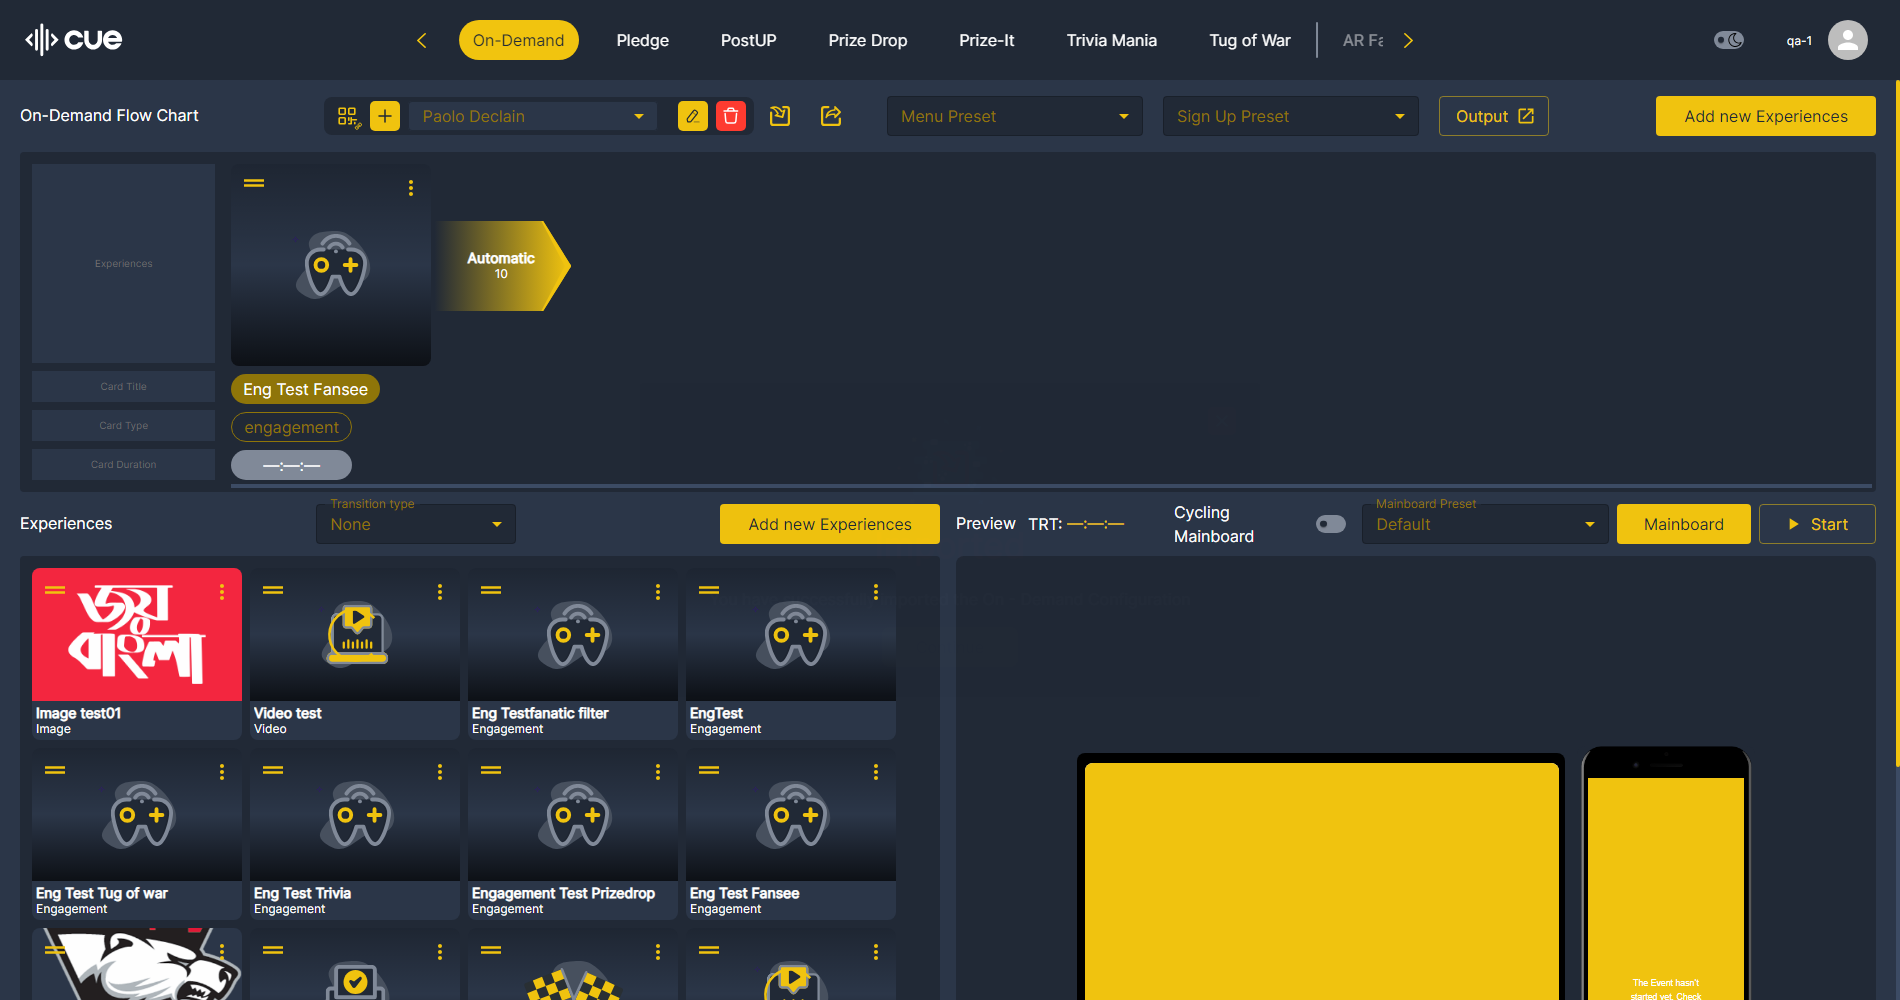 cue
On-Demand
Pledge
PostUP
Prize Drop
Prize-It
Trivia Mania
Tug of War
AR Fa
qa-1
On-Demand Flow Chart
Paolo Declain
Menu Preset
Sign Up Preset
Output
Add new Experiences
Experiences
Automatic
10
Card Title
Eng Test Fansee
Card Type
engagement
Card Duration
—:—:—
Experiences
Transition type
None
Add new Experiences
Preview
TRT: —:—:—
Cycling
Mainboard
Mainboard Preset
Default
Mainboard
Start
জয়
বাংলা
Image test01
Image
Video test
Video
Eng Testfanatic filter
Engagement
EngTest
Engagement
Eng Test Tug of war
Engagement
Eng Test Trivia
Engagement
Engagement Test Prizedrop
Engagement
Eng Test Fansee
Engagement
The Event hasn't
started yet. Check